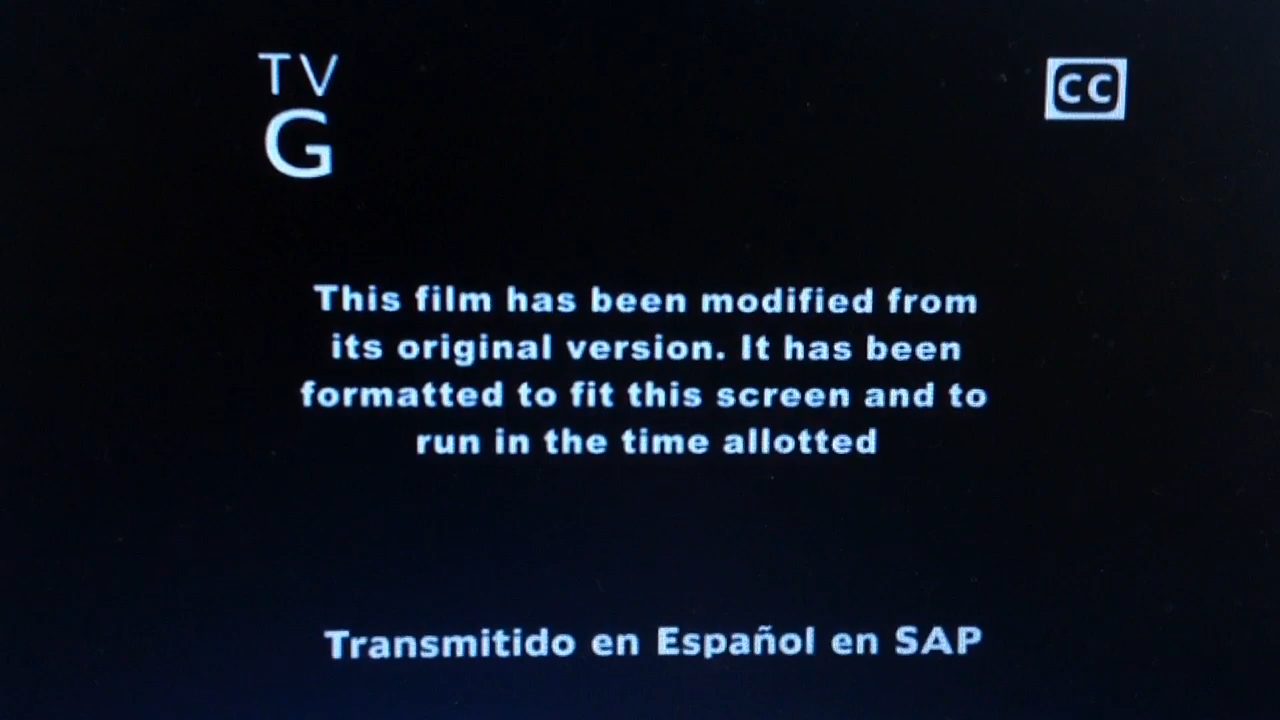 TV
G
CC
This film has been modified from
its original version. It has been
formatted to fit this screen and to
run in the time allotted
Transmitido en Español en SAP